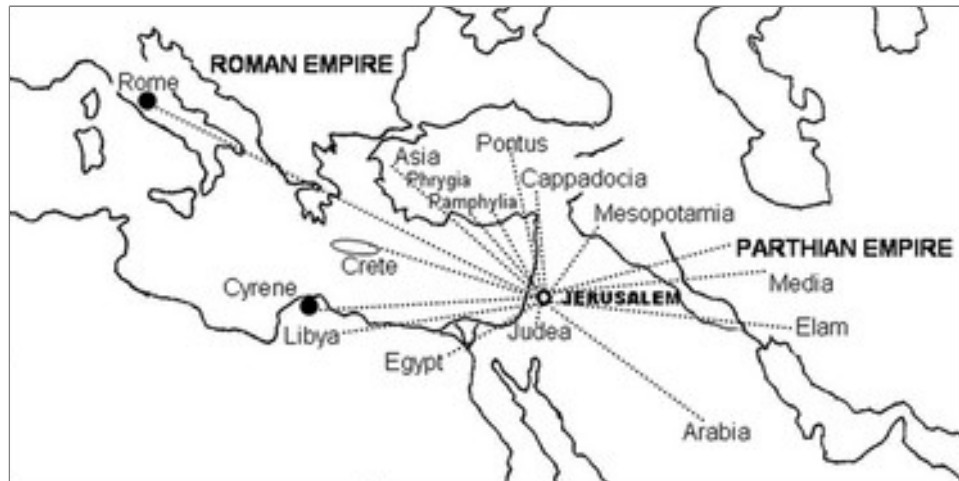 ROMAN EMPIRE
Rome
Pontus
Asia
Phrygia
Cappadocia
Pamphylia
Mesopotamia
PARTHIAN EMPIRE
Crete
Media
Cyrene
JERUSALEM
Libya
Judea
Elam
Egypt
Arabia